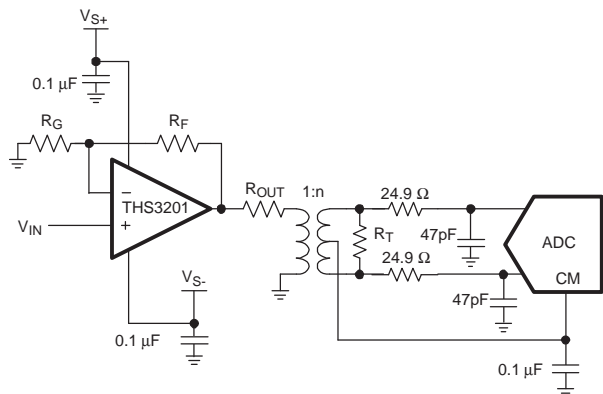 VS+
0.1 μF
RG
RF
THS3201
−
+
VIN
ROUT
1:n
24.9 Ω
RT
47pF
ADC
CM
24.9 Ω
47pF
VS-
0.1 μF
0.1 μF